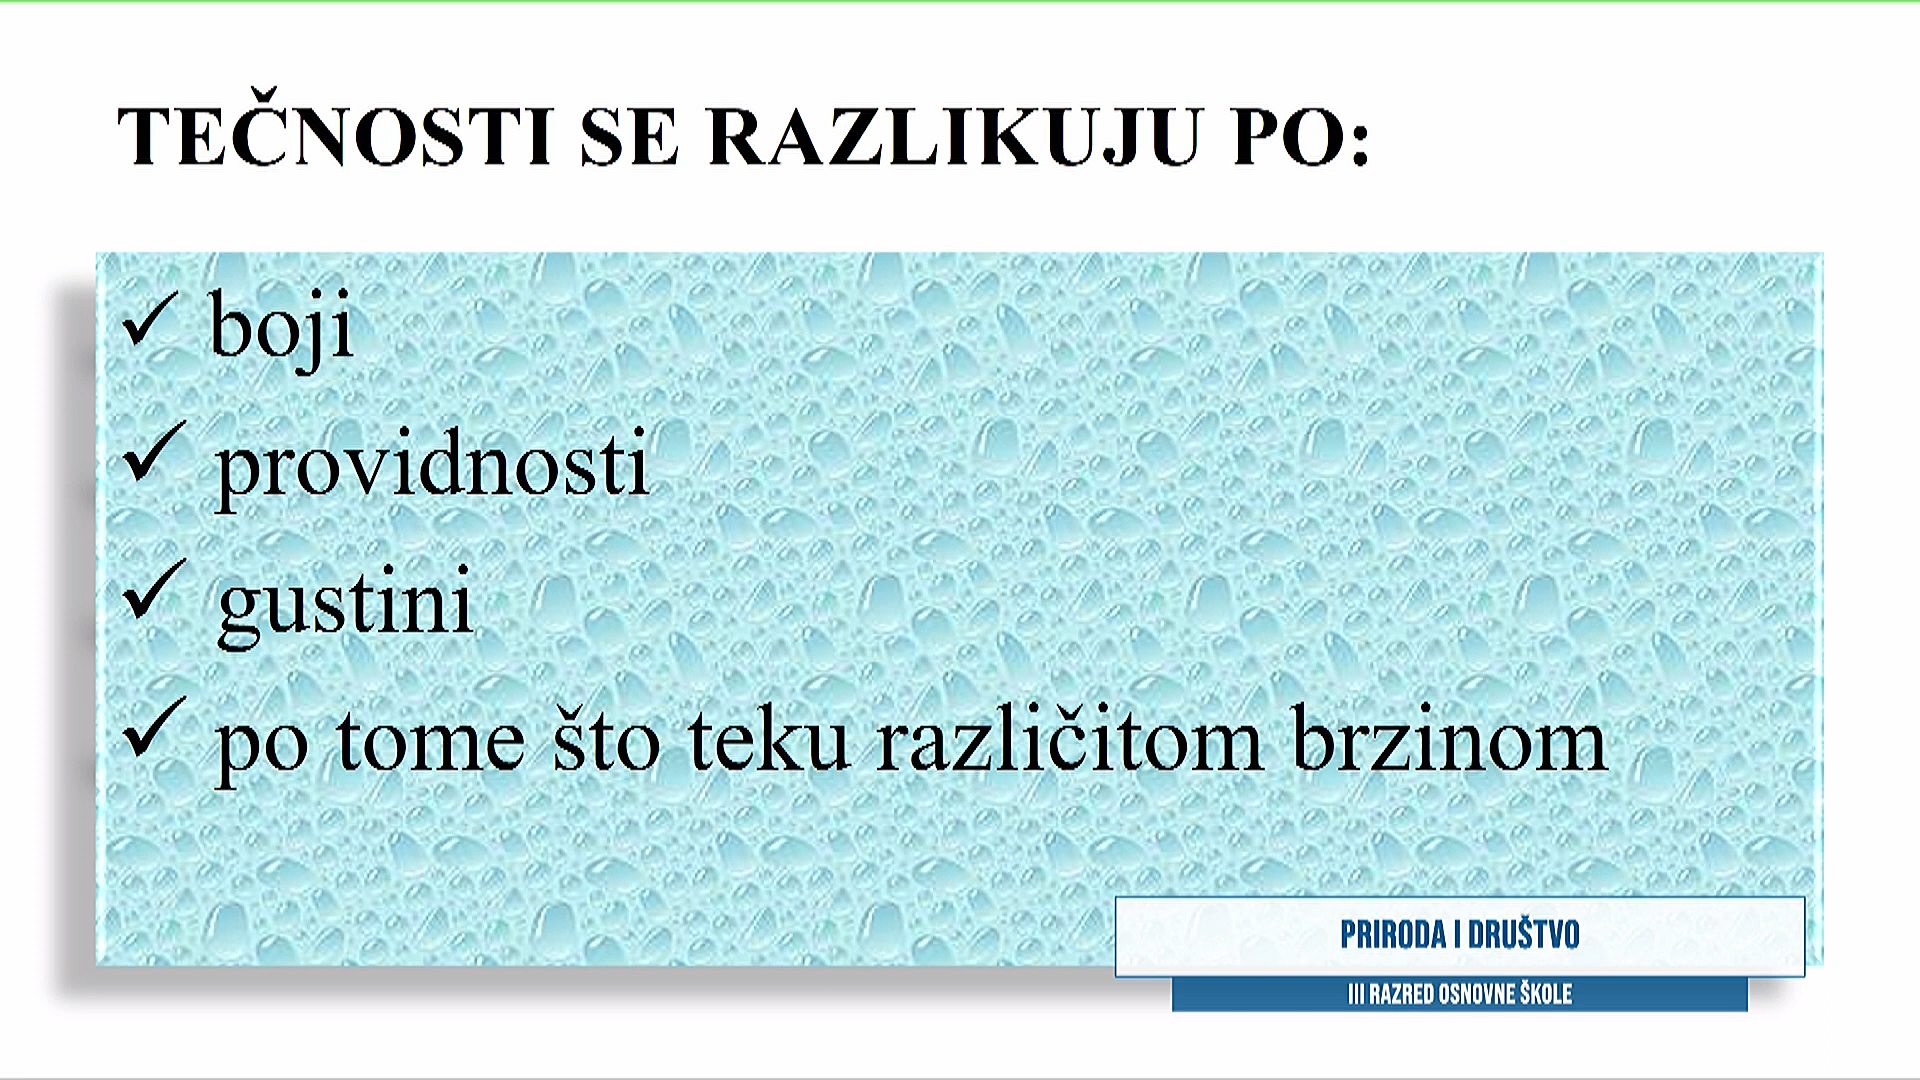 TEČNOSTI SE RAZLIKUJU PO:
✓ boji
✓ providnosti
✓ gustini
✓ po tome što teku različitom brzinom
PRIRODA I DRUŠTVO
III RAZRED OSNOVNE ŠKOLE